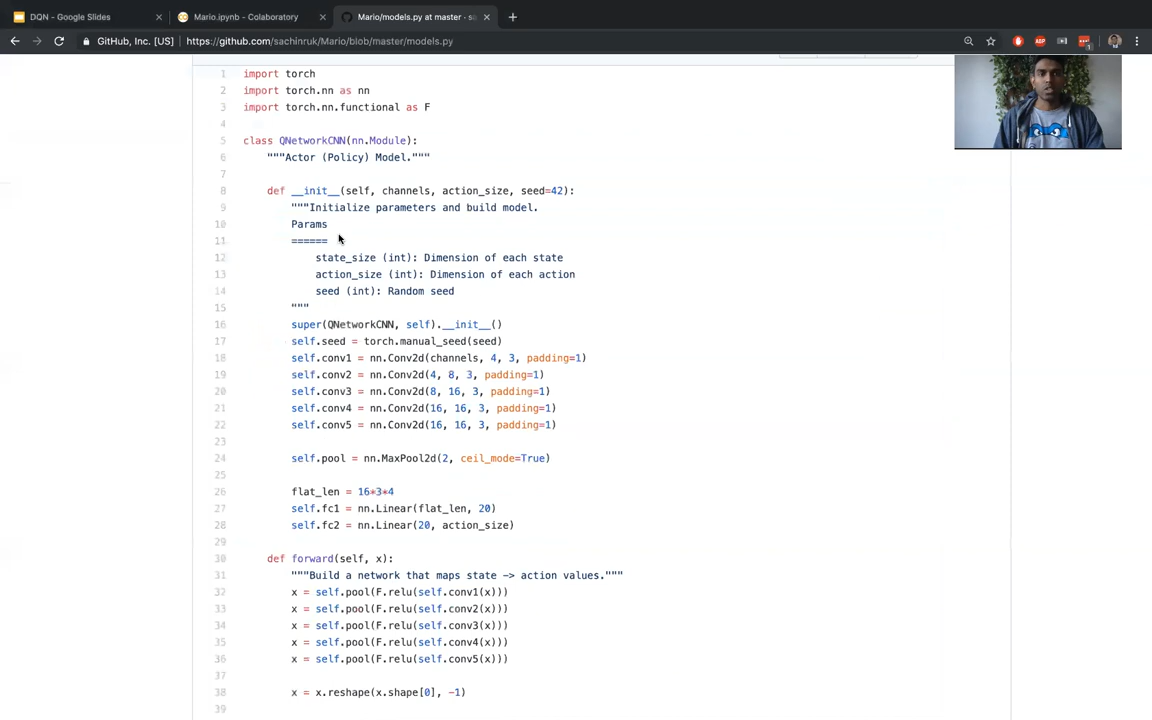 DQN - Google Slides
Mario.ipynb - Colaboratory
Mario/models.py at master · sa
GitHub, Inc. [US]
https://github.com/sachinruk/Mario/blob/master/models.py
1 import torch
2 import torch.nn as nn
3 import torch.nn.functional as F
4
5 class QNetworkCNN(nn.Module):
6 """Actor (Policy) Model."""
7
8 def __init__(self, channels, action_size, seed=42):
9 """Initialize parameters and build model.
10 Params
11 ======
12 state_size (int): Dimension of each state
13 action_size (int): Dimension of each action
14 seed (int): Random seed
15 """
16 super(QNetworkCNN, self).__init__()
17 self.seed = torch.manual_seed(seed)
18 self.conv1 = nn.Conv2d(channels, 4, 3, padding=1)
19 self.conv2 = nn.Conv2d(4, 8, 3, padding=1)
20 self.conv3 = nn.Conv2d(8, 16, 3, padding=1)
21 self.conv4 = nn.Conv2d(16, 16, 3, padding=1)
22 self.conv5 = nn.Conv2d(16, 16, 3, padding=1)
23
24 self.pool = nn.MaxPool2d(2, ceil_mode=True)
25
26 flat_len = 16*3*4
27 self.fc1 = nn.Linear(flat_len, 20)
28 self.fc2 = nn.Linear(20, action_size)
29
30 def forward(self, x):
31 """Build a network that maps state -> action values."""
32 x = self.pool(F.relu(self.conv1(x)))
33 x = self.pool(F.relu(self.conv2(x)))
34 x = self.pool(F.relu(self.conv3(x)))
35 x = self.pool(F.relu(self.conv4(x)))
36 x = self.pool(F.relu(self.conv5(x)))
37
38 x = x.reshape(x.shape[0], -1)
39